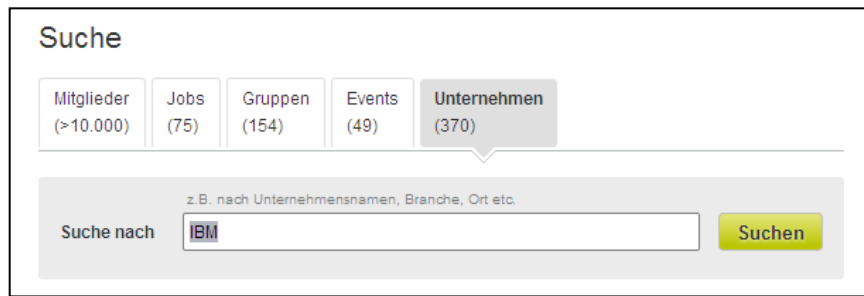 Suche
Mitglieder Jobs Gruppen Events Unternehmen
(>10.000) (75) (154) (49) (370)
z.B. nach Unternehmensnamen, Branche, Ort etc.
Suche nach IBM Suchen